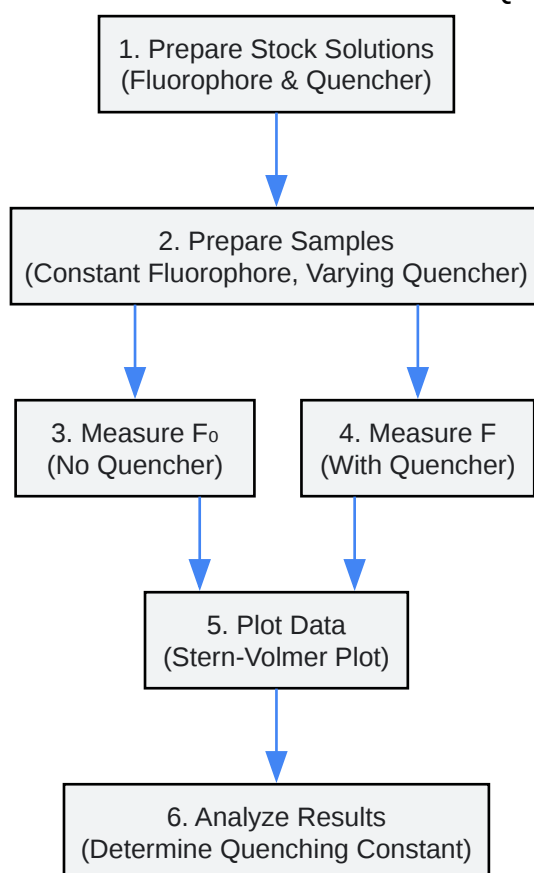 1. Prepare Stock Solutions
(Fluorophore & Quencher)
2. Prepare Samples
(Constant Fluorophore, Varying Quencher)
3. Measure F₀
(No Quencher)
4. Measure F
(With Quencher)
5. Plot Data
(Stern-Volmer Plot)
6. Analyze Results
(Determine Quenching Constant)